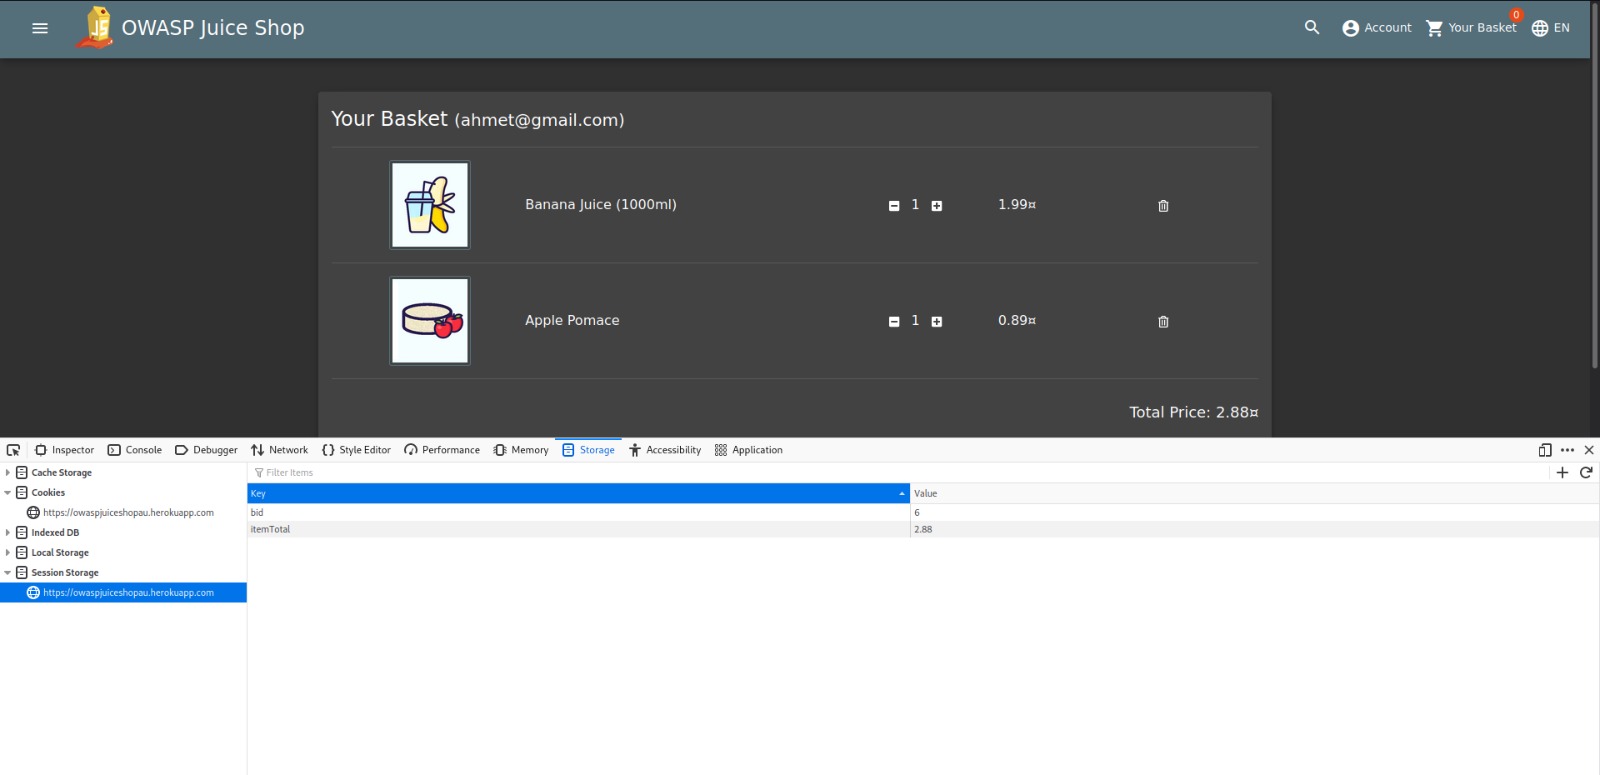 OWASP Juice Shop
Account
0
Your Basket
EN
Your Basket (ahmet@gmail.com)
Banana Juice (1000ml) 1 1.99¤
Apple Pomace 1 0.89¤
Total Price: 2.88¤
Inspector Console Debugger Network Style Editor Performance Memory Storage Accessibility Application
Cache Storage
Cookies
https://owaspjuiceshopau.herokuapp.com
Indexed DB
Local Storage
Session Storage
https://owaspjuiceshopau.herokuapp.com
Filter Items
Key Value
bid 6
itemTotal 2.88